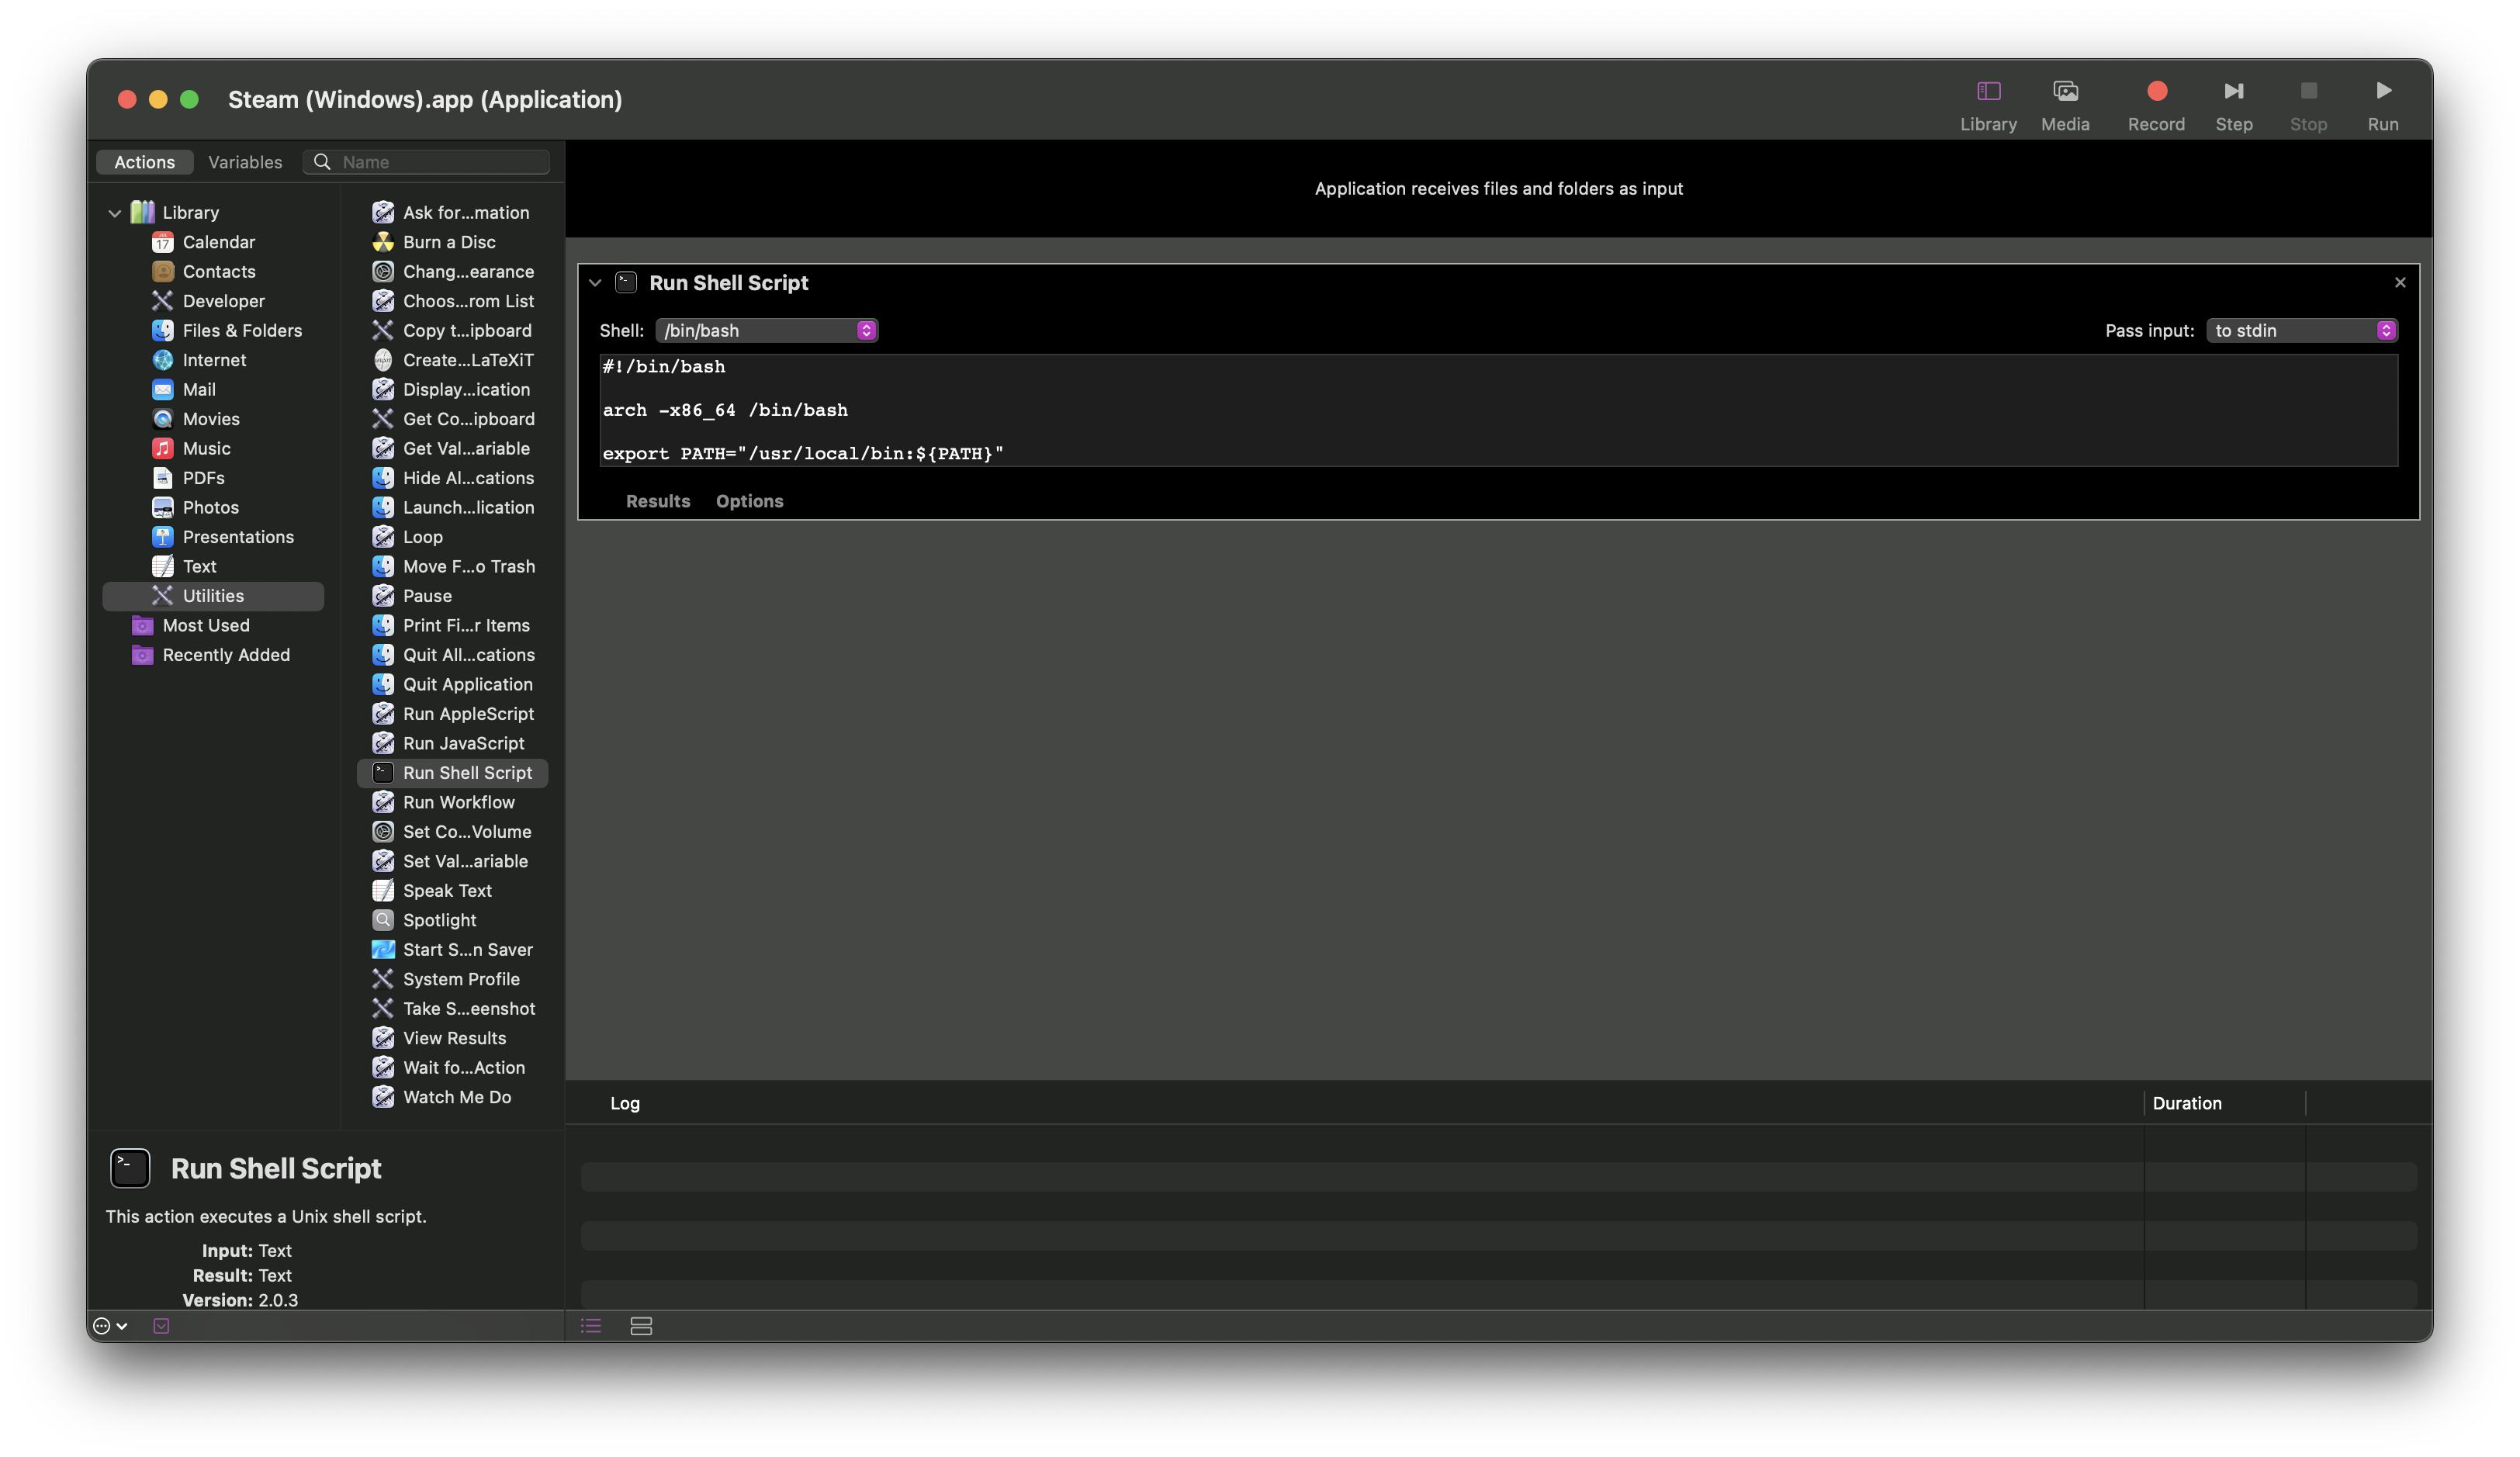 Steam (Windows).app (Application)
Library
Media
Record
Step
Stop
Run
Actions
Variables
Name
Library
Calendar
Contacts
Developer
Files & Folders
Internet
Mail
Movies
Music
PDFs
Photos
Presentations
Text
Utilities
Most Used
Recently Added
Ask for...mation
Burn a Disc
Chang...earance
Choos...rom List
Copy t...ipboard
Create...LaTeXiT
Display...ication
Get Co...ipboard
Get Val...ariable
Hide Al...cations
Launch...lication
Loop
Move F...o Trash
Pause
Print Fi...r Items
Quit All...cations
Quit Application
Run AppleScript
Run JavaScript
Run Shell Script
Run Workflow
Set Co...Volume
Set Val...ariable
Speak Text
Spotlight
Start S...n Saver
System Profile
Take S...eenshot
View Results
Wait fo...Action
Watch Me Do
Run Shell Script
This action executes a Unix shell script.
Input: Text
Result: Text
Version: 2.0.3
Application receives files and folders as input
Run Shell Script
Shell: /bin/bash
Pass input: to stdin
#!/bin/bash
arch -x86_64 /bin/bash
export PATH="/usr/local/bin:${PATH}"
Results
Options
Log
Duration